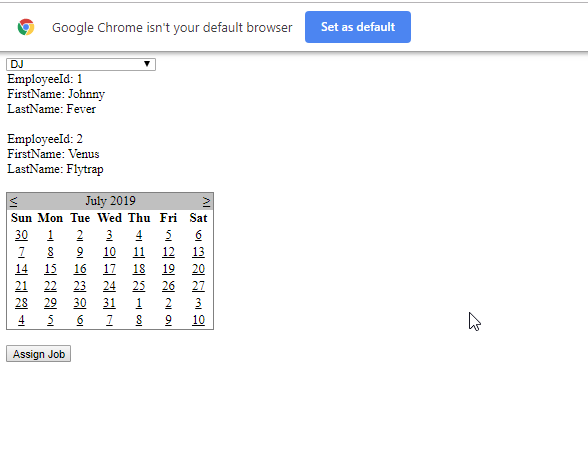 Google Chrome isn't your default browser Set as default
DJ
EmployeeId: 1
FirstName: Johnny
LastName: Fever
EmployeeId: 2
FirstName: Venus
LastName: Flytrap
< July 2019 >
Sun Mon Tue Wed Thu Fri Sat
30 1 2 3 4 5 6
7 8 9 10 11 12 13
14 15 16 17 18 19 20
21 22 23 24 25 26 27
28 29 30 31 1 2 3
4 5 6 7 8 9 10
Assign Job